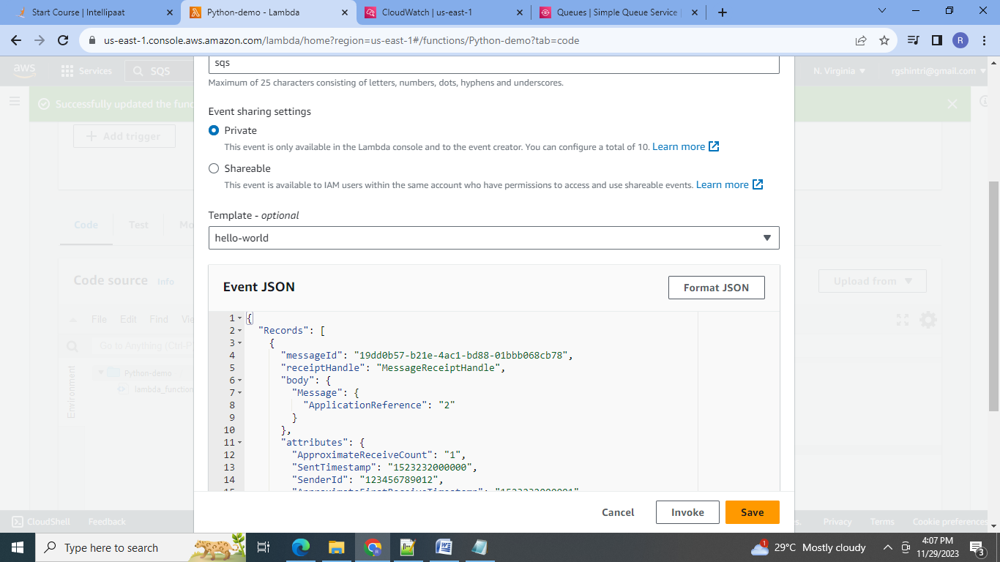 Start Course | Intellipaat
Python-demo - Lambda
CloudWatch | us-east-1
Queues | Simple Queue Service
us-east-1.console.aws.amazon.com/lambda/home?region=us-east-1#/functions/Python-demo?tab=code
R
aws
Services
SQS
N. Virginia
rgshintri@gmail.com
sqs
Maximum of 25 characters consisting of letters, numbers, dots, hyphens and underscores.
Successfully updated the func
Event sharing settings
Private
Add trigger
This event is only available in the Lambda console and to the event creator. You can configure a total of 10. Learn more
Shareable
This event is available to IAM users within the same account who have permissions to access and use shareable events. Learn more
Template - optional
Code
Test
Mo
hello-world
Code source
Info
Upload from
Event JSON
Format JSON
File Edit Find Vie
Go to Anything (Ctrl-P
Environment
Python-demo
lambda_function
1 {
2 "Records": [
3 {
4 "messageId": "19dd0b57-b21e-4ac1-bd88-01bbb068cb78",
5 "receiptHandle": "MessageReceiptHandle",
6 "body": {
7 "Message": {
8 "ApplicationReference": "2"
9 }
10 },
11 "attributes": {
12 "ApproximateReceiveCount": "1",
13 "SentTimestamp": "1523232000000",
14 "SenderId": "123456789012",
15 "ApproximateFirstReceiveTimestamp": "1523232000001"
Cancel
Invoke
Save
CloudShell
Feedback
s.
Privacy
Terms
Cookie preferences
Type here to search
1
29°C Mostly cloudy
4:07 PM
11/29/2023
3